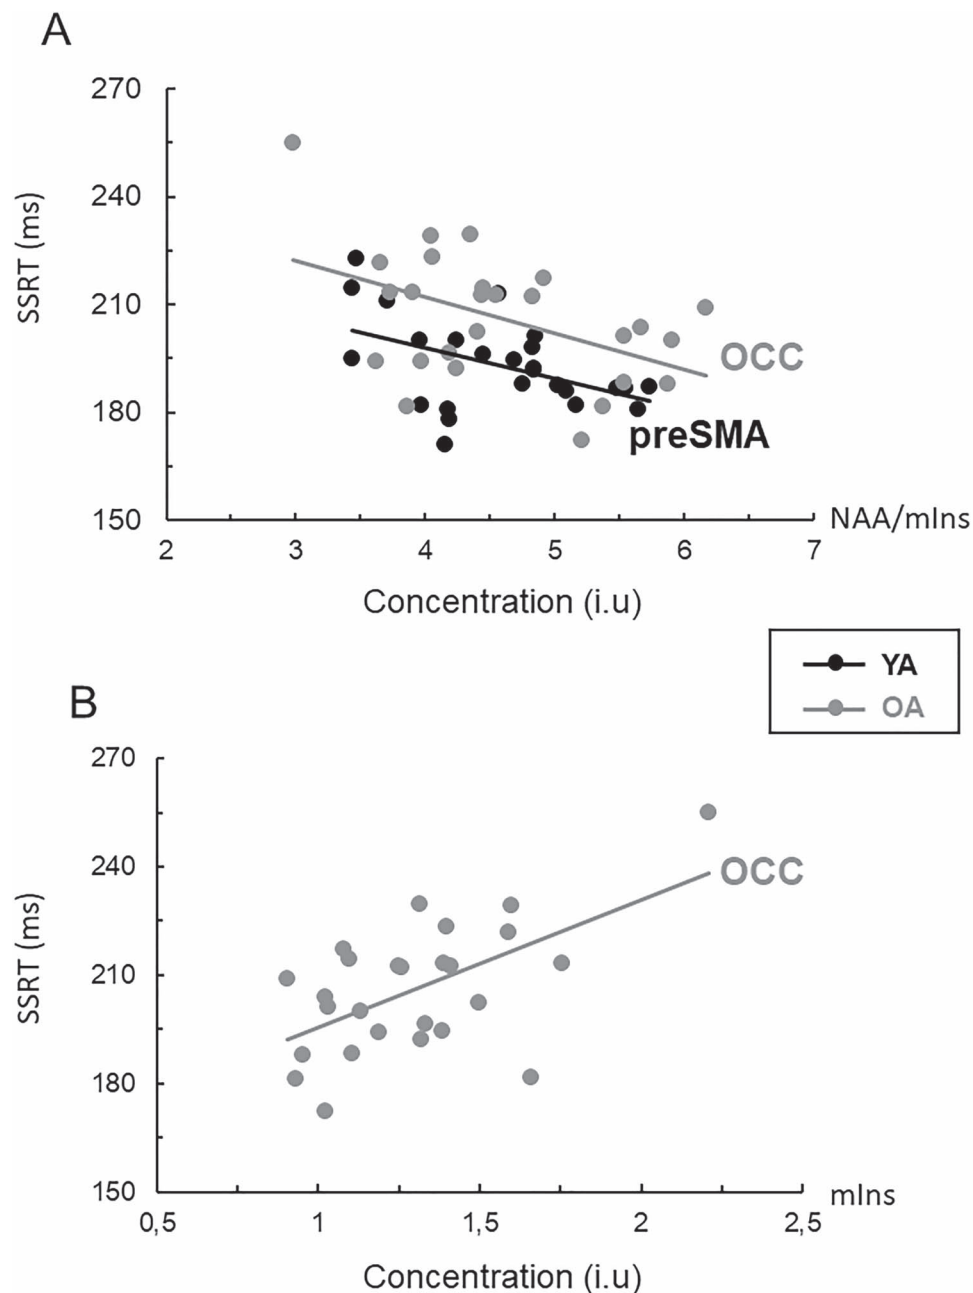 A
270
240
210
180
150
SSRT (ms)
OCC
preSMA
2 3 4 5 6 7
NAA/mIns
Concentration (i.u)
YA
OA
B
270
240
210
180
150
SSRT (ms)
OCC
0,5 1 1,5 2 2,5
mIns
Concentration (i.u)